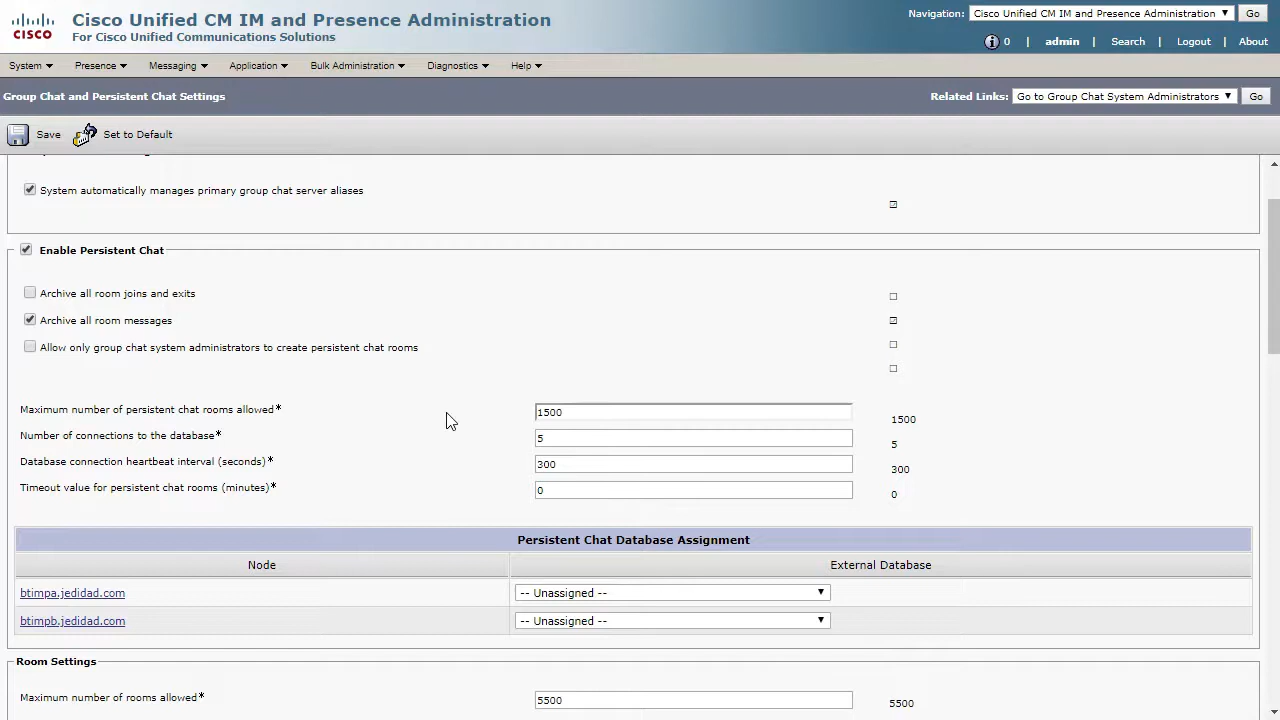 Cisco Unified CM IM and Presence Administration
For Cisco Unified Communications Solutions
CISCO
Navigation: Cisco Unified CM IM and Presence Administration Go
0 | admin | Search | Logout | About
System Presence Messaging Application Bulk Administration Diagnostics Help
Group Chat and Persistent Chat Settings
Related Links: Go to Group Chat System Administrators Go
Save Set to Default
System automatically manages primary group chat server aliases
Enable Persistent Chat
Archive all room joins and exits
Archive all room messages
Allow only group chat system administrators to create persistent chat rooms
Maximum number of persistent chat rooms allowed* 1500 1500
Number of connections to the database* 5 5
Database connection heartbeat interval (seconds)* 300 300
Timeout value for persistent chat rooms (minutes)* 0 0
Persistent Chat Database Assignment
Node External Database
btimpa.jedidad.com -- Unassigned --
btimpb.jedidad.com -- Unassigned --
Room Settings
Maximum number of rooms allowed* 5500 5500